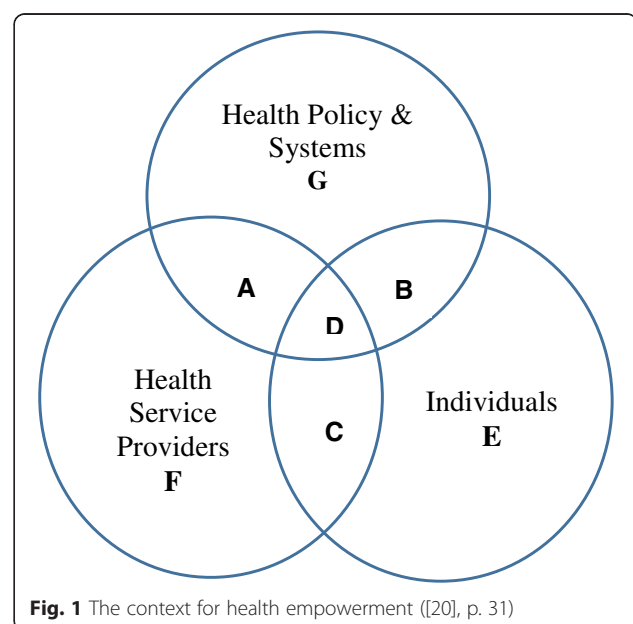 Health Policy &
Systems
G
A
B
D
Health
Service
Providers
F
C
Individuals
E
Fig. 1 The context for health empowerment ([20], p. 31)